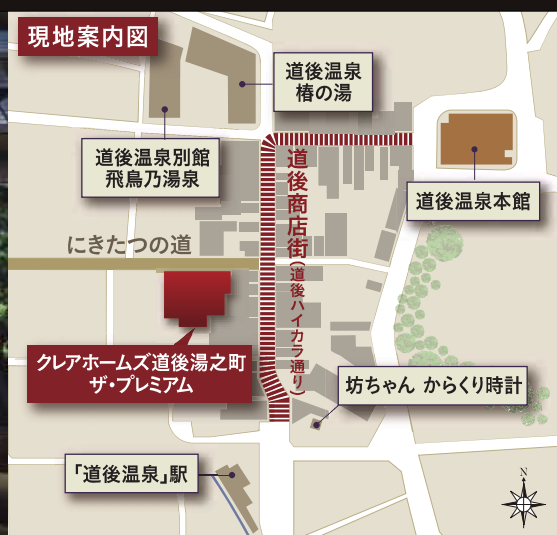 現地案内図
道後温泉
椿の湯
道後温泉別館
飛鳥乃湯泉
道後温泉本館
道後商店街(道後ハイカラ通り)
にきたつの道
クレアホームズ道後湯之町
ザ・プレミアム
坊ちゃん からくり時計
「道後温泉」駅
N